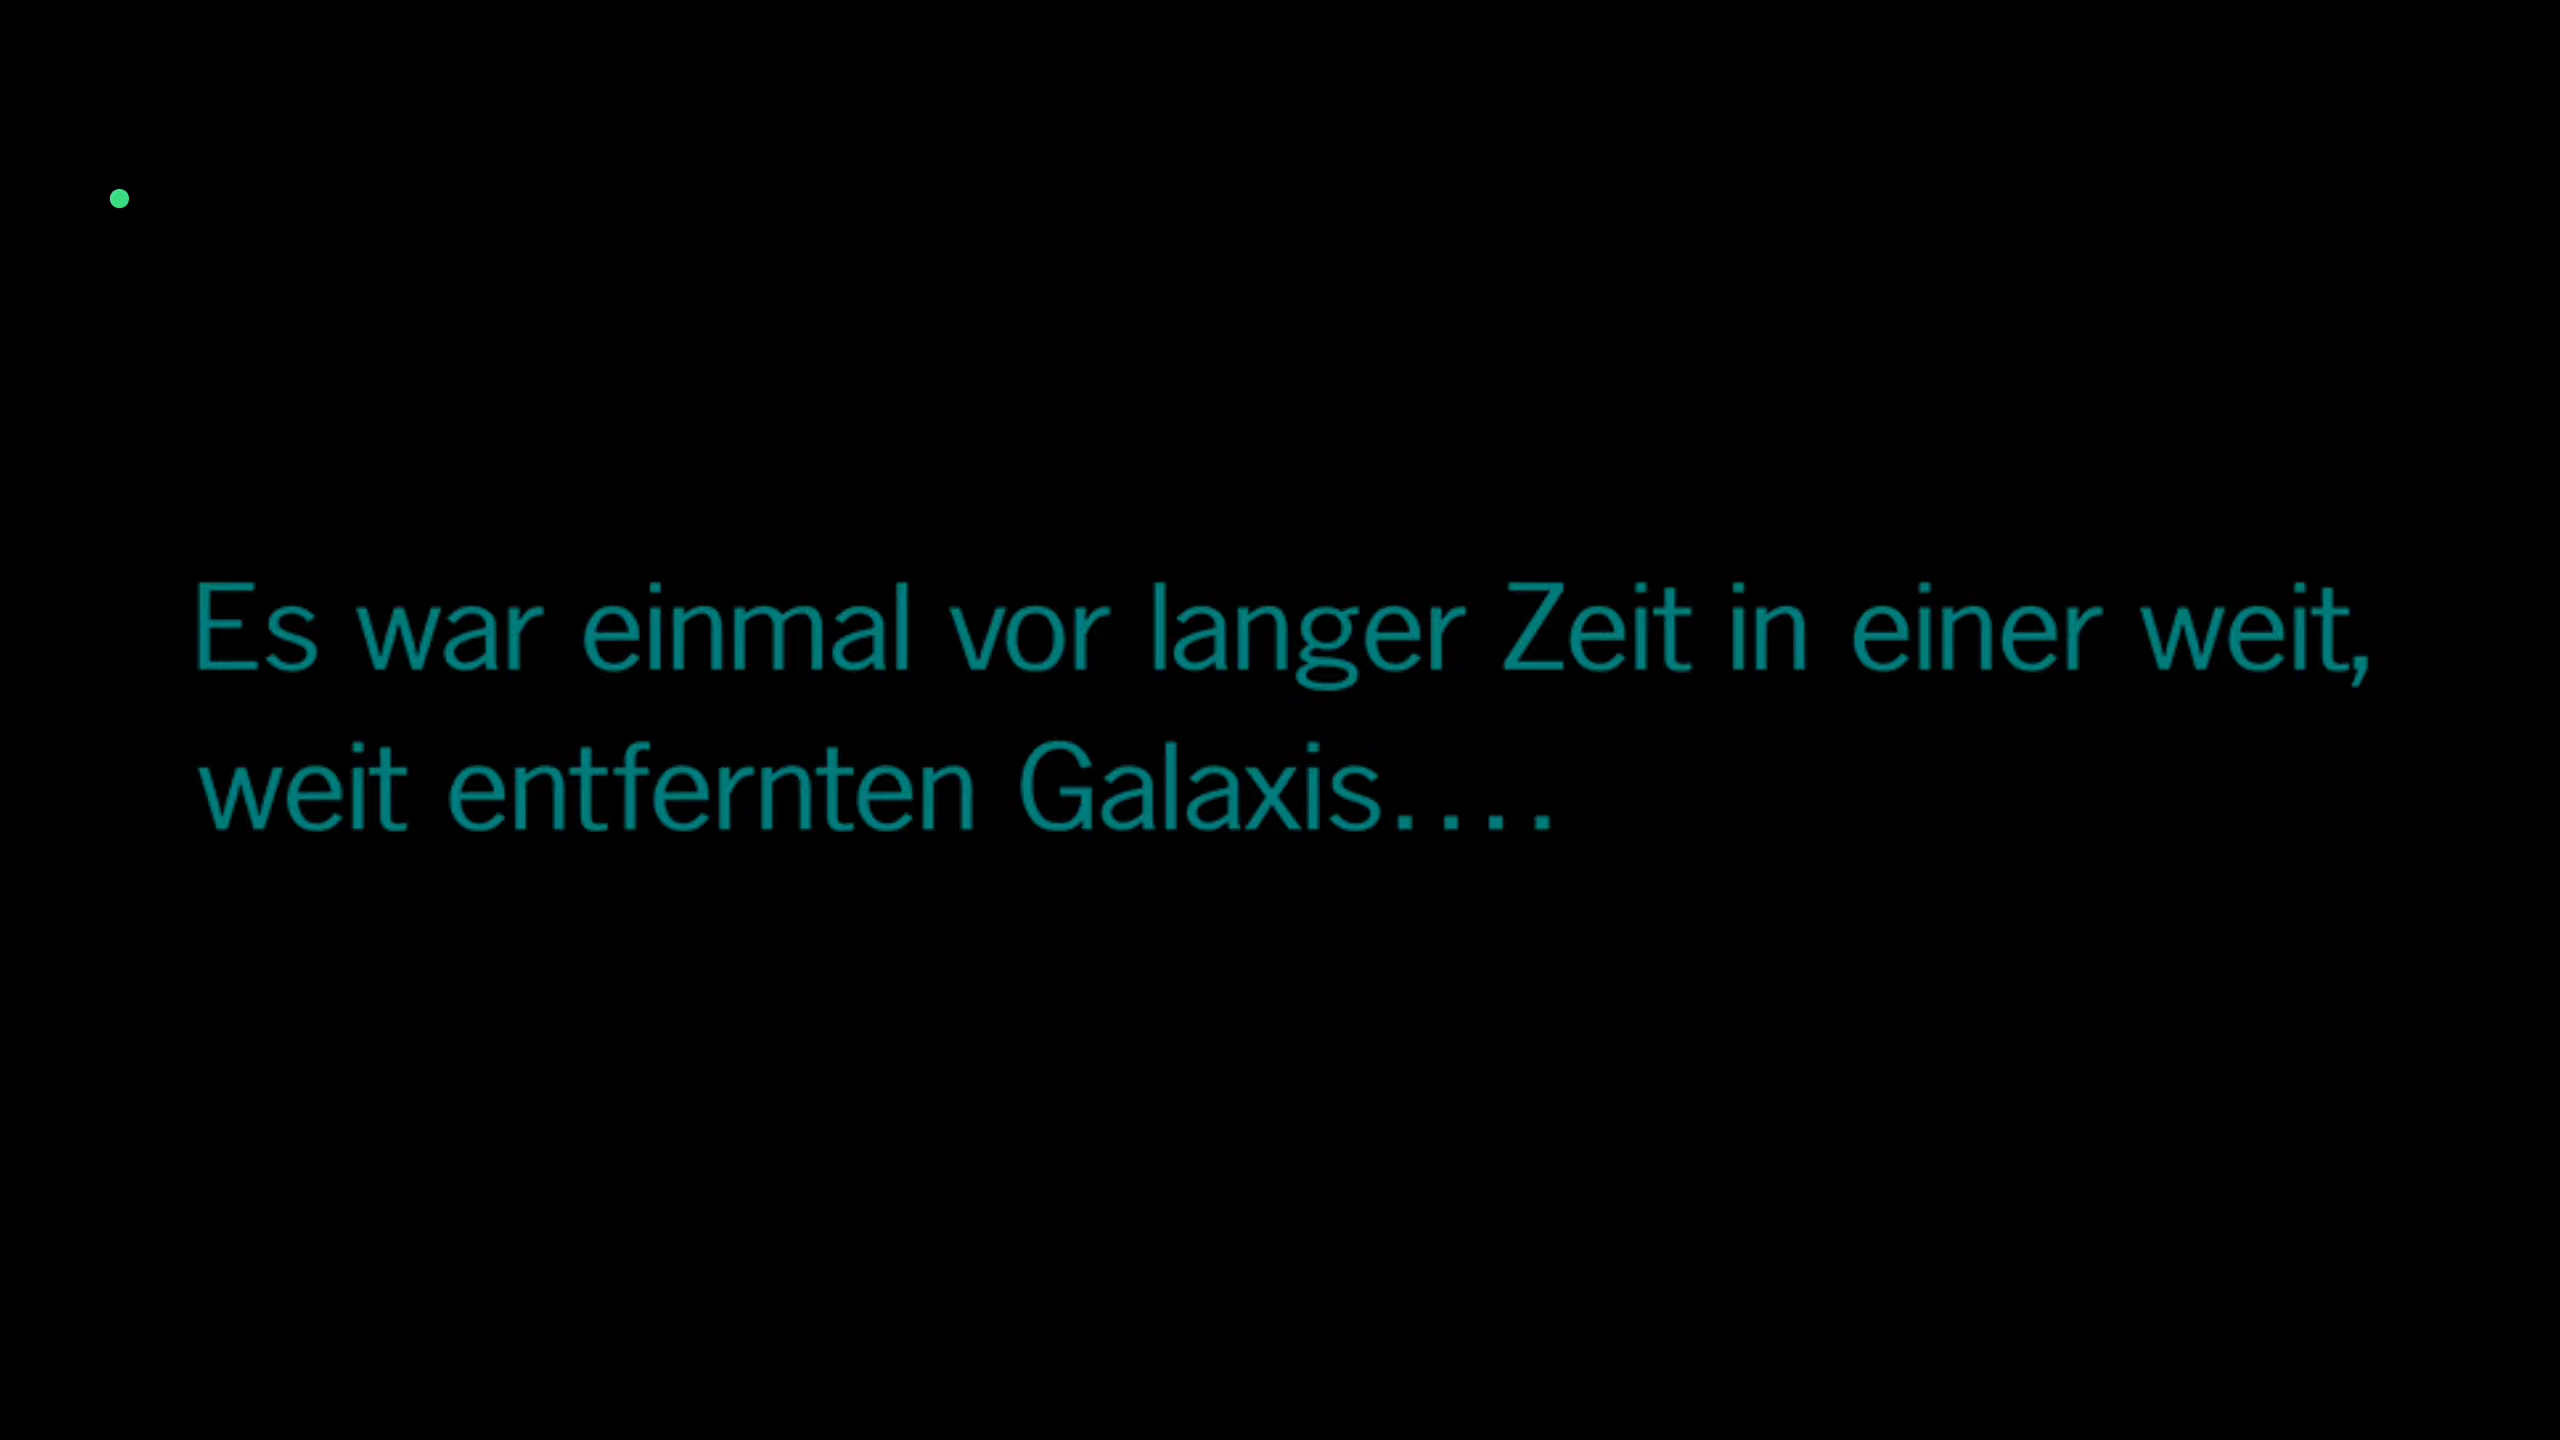 Es war einmal vor langer Zeit in einer weit,
weit entfernten Galaxis....